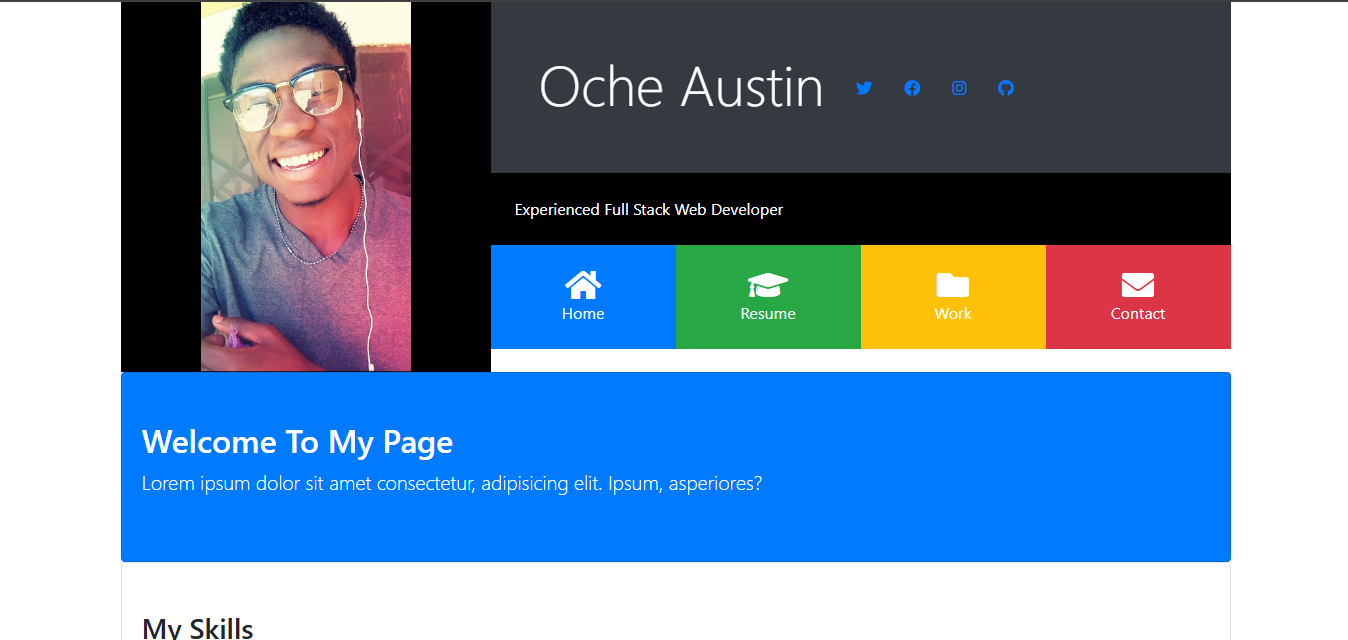 Oche Austin
Experienced Full Stack Web Developer
Home
Resume
Work
Contact
Welcome To My Page
Lorem ipsum dolor sit amet consectetur, adipisicing elit. Ipsum, asperiores?
My Skills